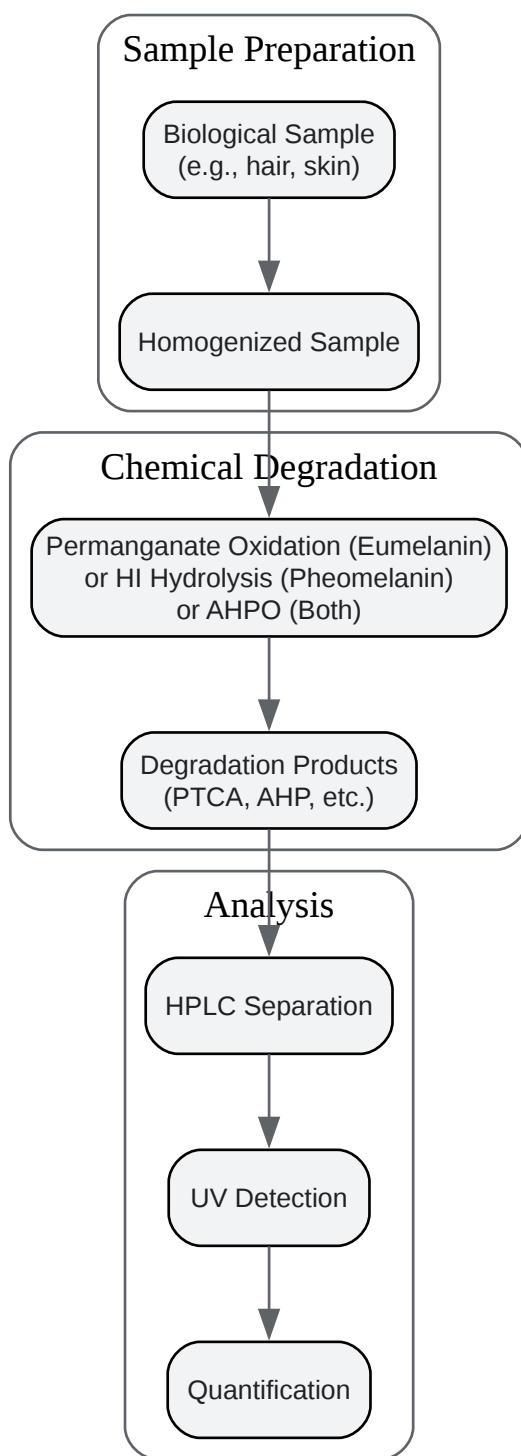 Sample Preparation
Biological Sample
(e.g., hair, skin)
Homogenized Sample
Chemical Degradation
Permanganate Oxidation (Eumelanin)
or HI Hydrolysis (Pheomelanin)
or AHPO (Both)
Degradation Products
(PTCA, AHP, etc.)
Analysis
HPLC Separation
UV Detection
Quantification